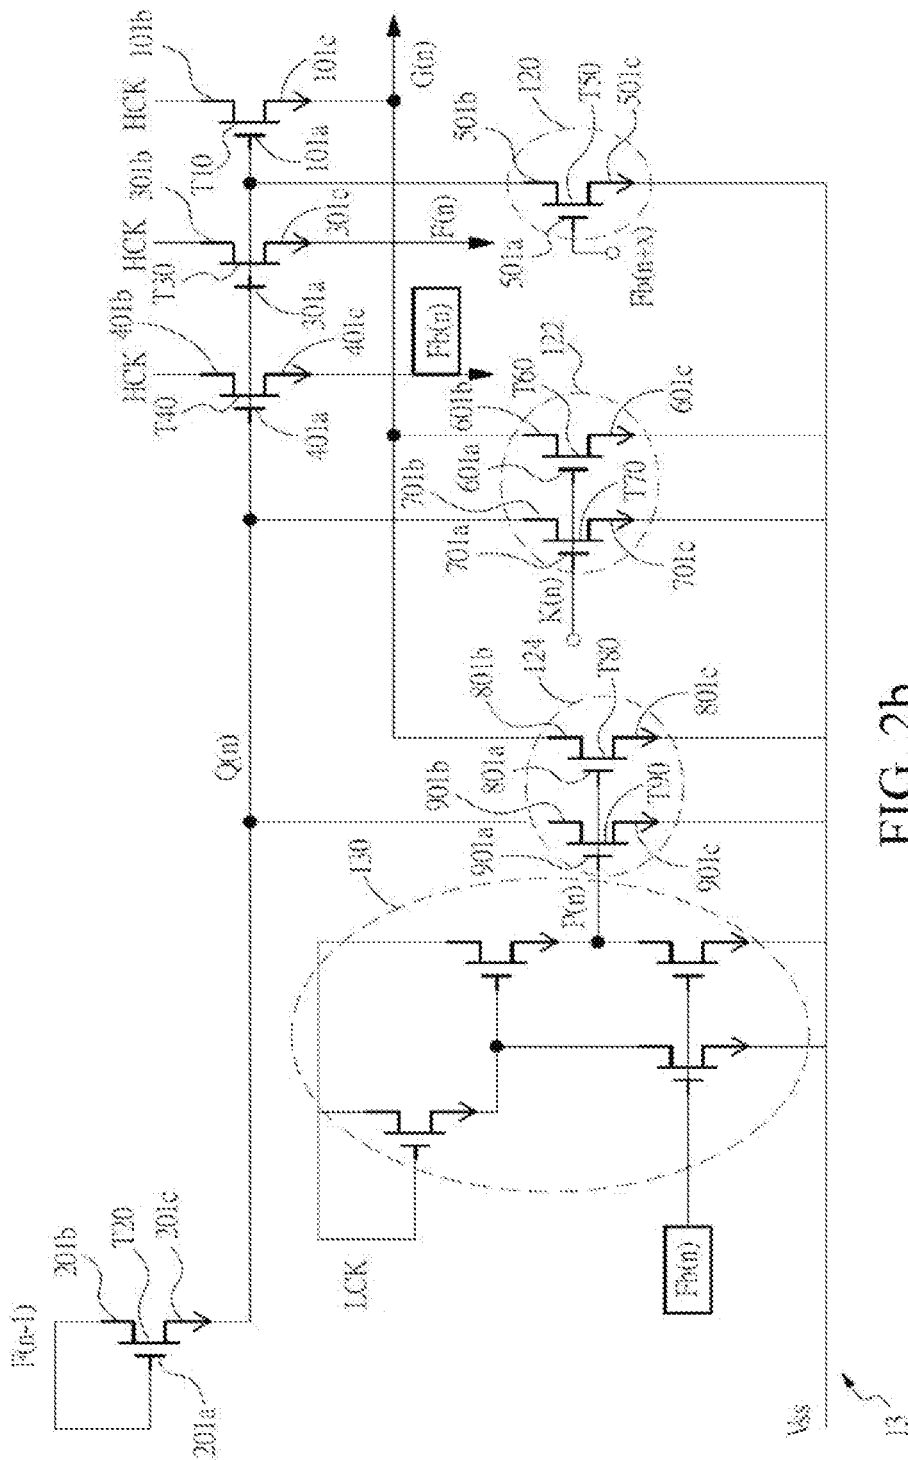 F(n-1)
201b
T20
201c
201a
Q(n)
HCK
401b
T40
401c
401a
HCK
301b
T30
301c
301a
F(n)
HCK
101b
T10
101c
101a
G(n)
Fb(n)
LCK
130
P(n)
901b
901a
T90
901c
801b
801a
124
T80
801c
K(n)
701b
701a
T70
701c
601b
601a
T60
122
601c
501b
501a
120
T50
501c
Fb(n+x)
Fb(n)
Vss
13
FIG. 2b